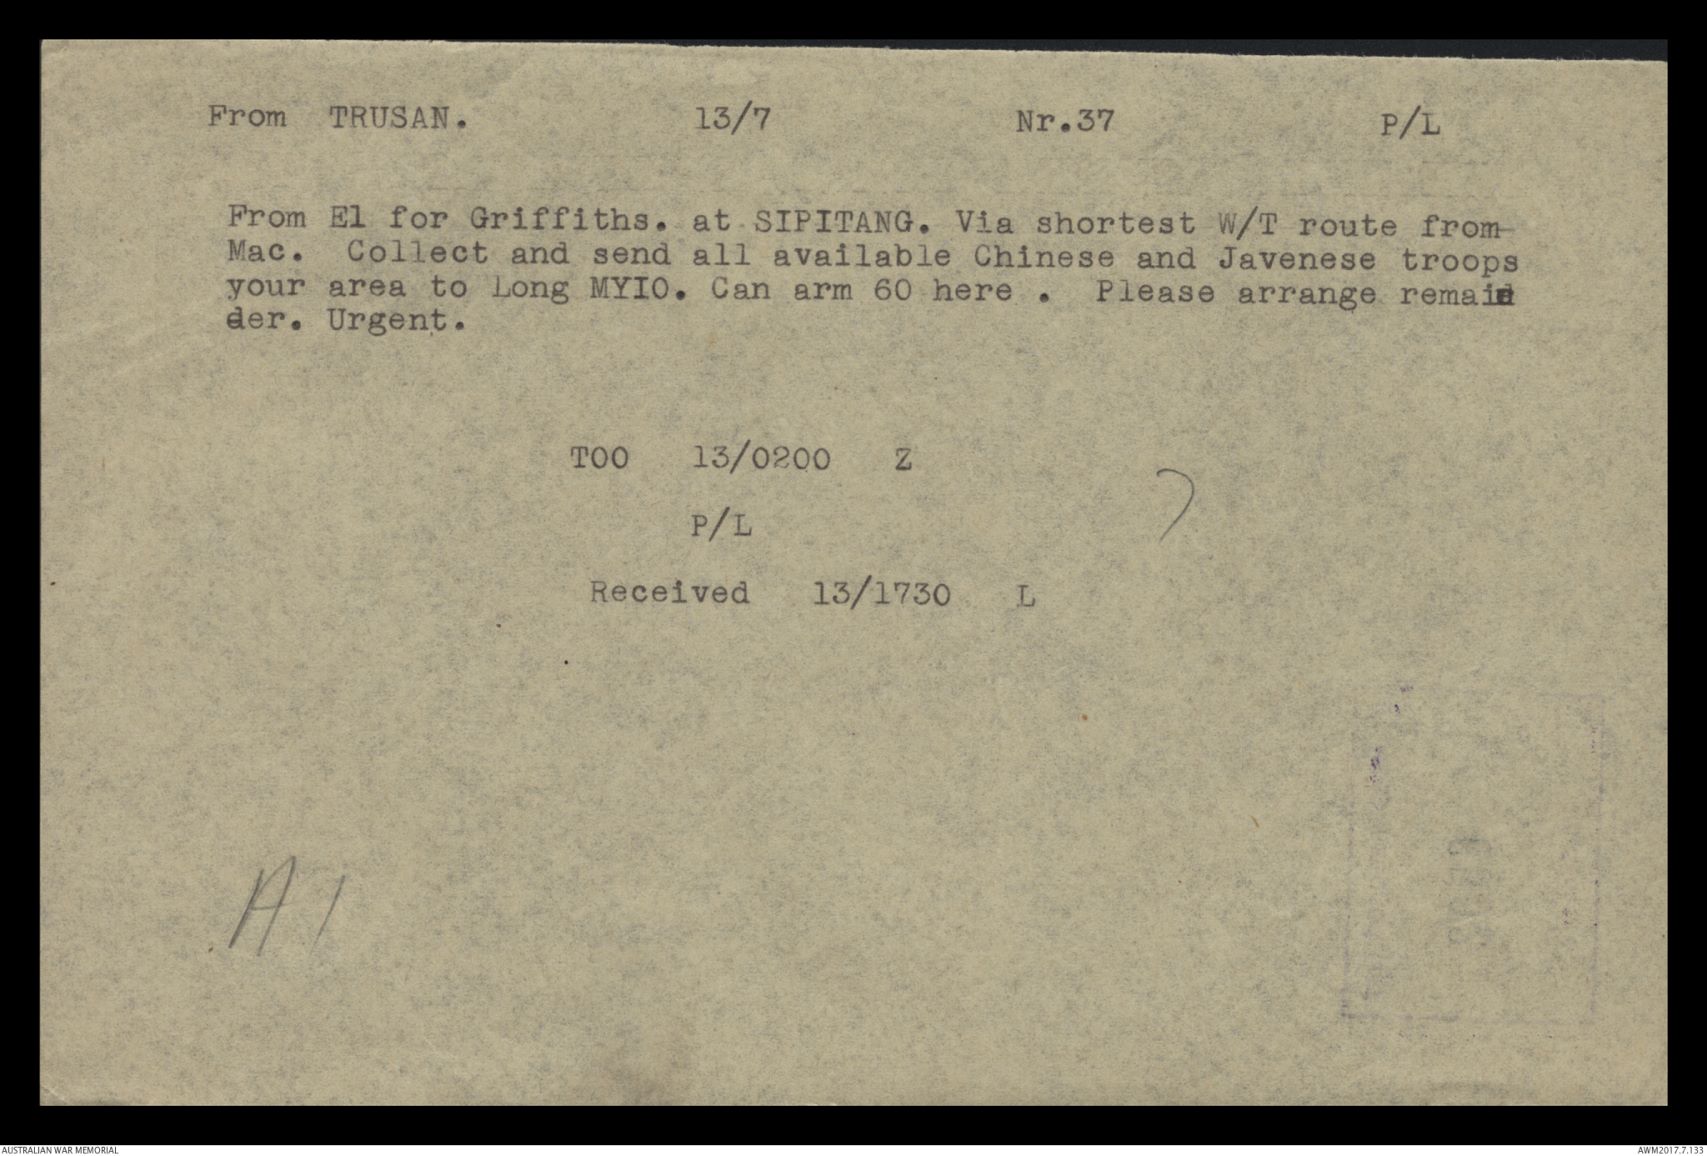 From TRUSAN. 13/7 Nr.37 P/L
From El for Griffiths. at SIPITANG. Via shortest W/T route from
Mac. Collect and send all available Chinese and Javenese troops
your area to Long MYIO. Can arm 60 here . Please arrange remain
der. Urgent.
TOO 13/0200 Z
P/L
Received 13/1730 L
A1
AUSTRALIAN WAR MEMORIAL
AWM2017.7.133